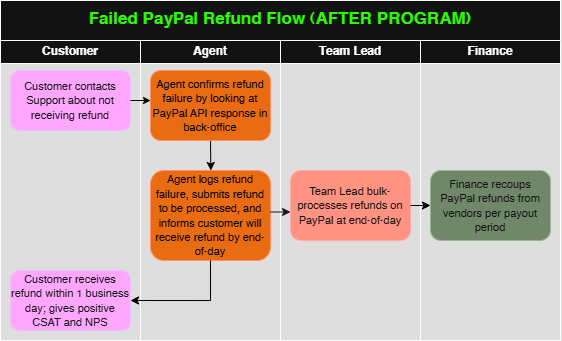 Failed PayPal Refund Flow (AFTER PROGRAM)
Customer
Agent
Team Lead
Finance
Customer contacts
Support about not
receiving refund
Agent confirms refund
failure by looking at
PayPal API response in
back-office
Agent logs refund
failure, submits refund
to be processed, and
informs customer will
receive refund by end-
of-day
Team Lead bulk-
processes refunds on
PayPal at end-of-day
Finance recoups
PayPal refunds from
vendors per payout
period
Customer receives
refund within 1 business
day; gives positive
CSAT and NPS